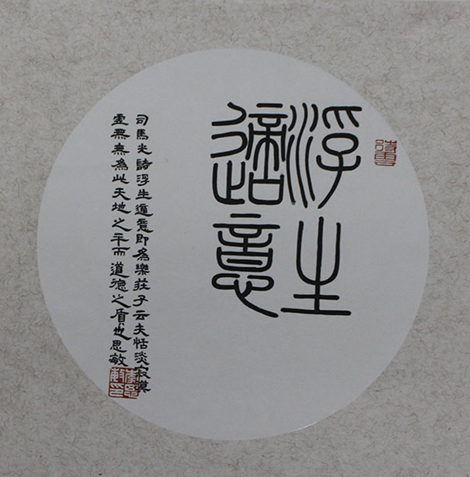 浮生
適意
司馬光詩浮生適意即為樂莊子云夫恬淡寂漠
虛無無為此天地之平而道德之質也思敏